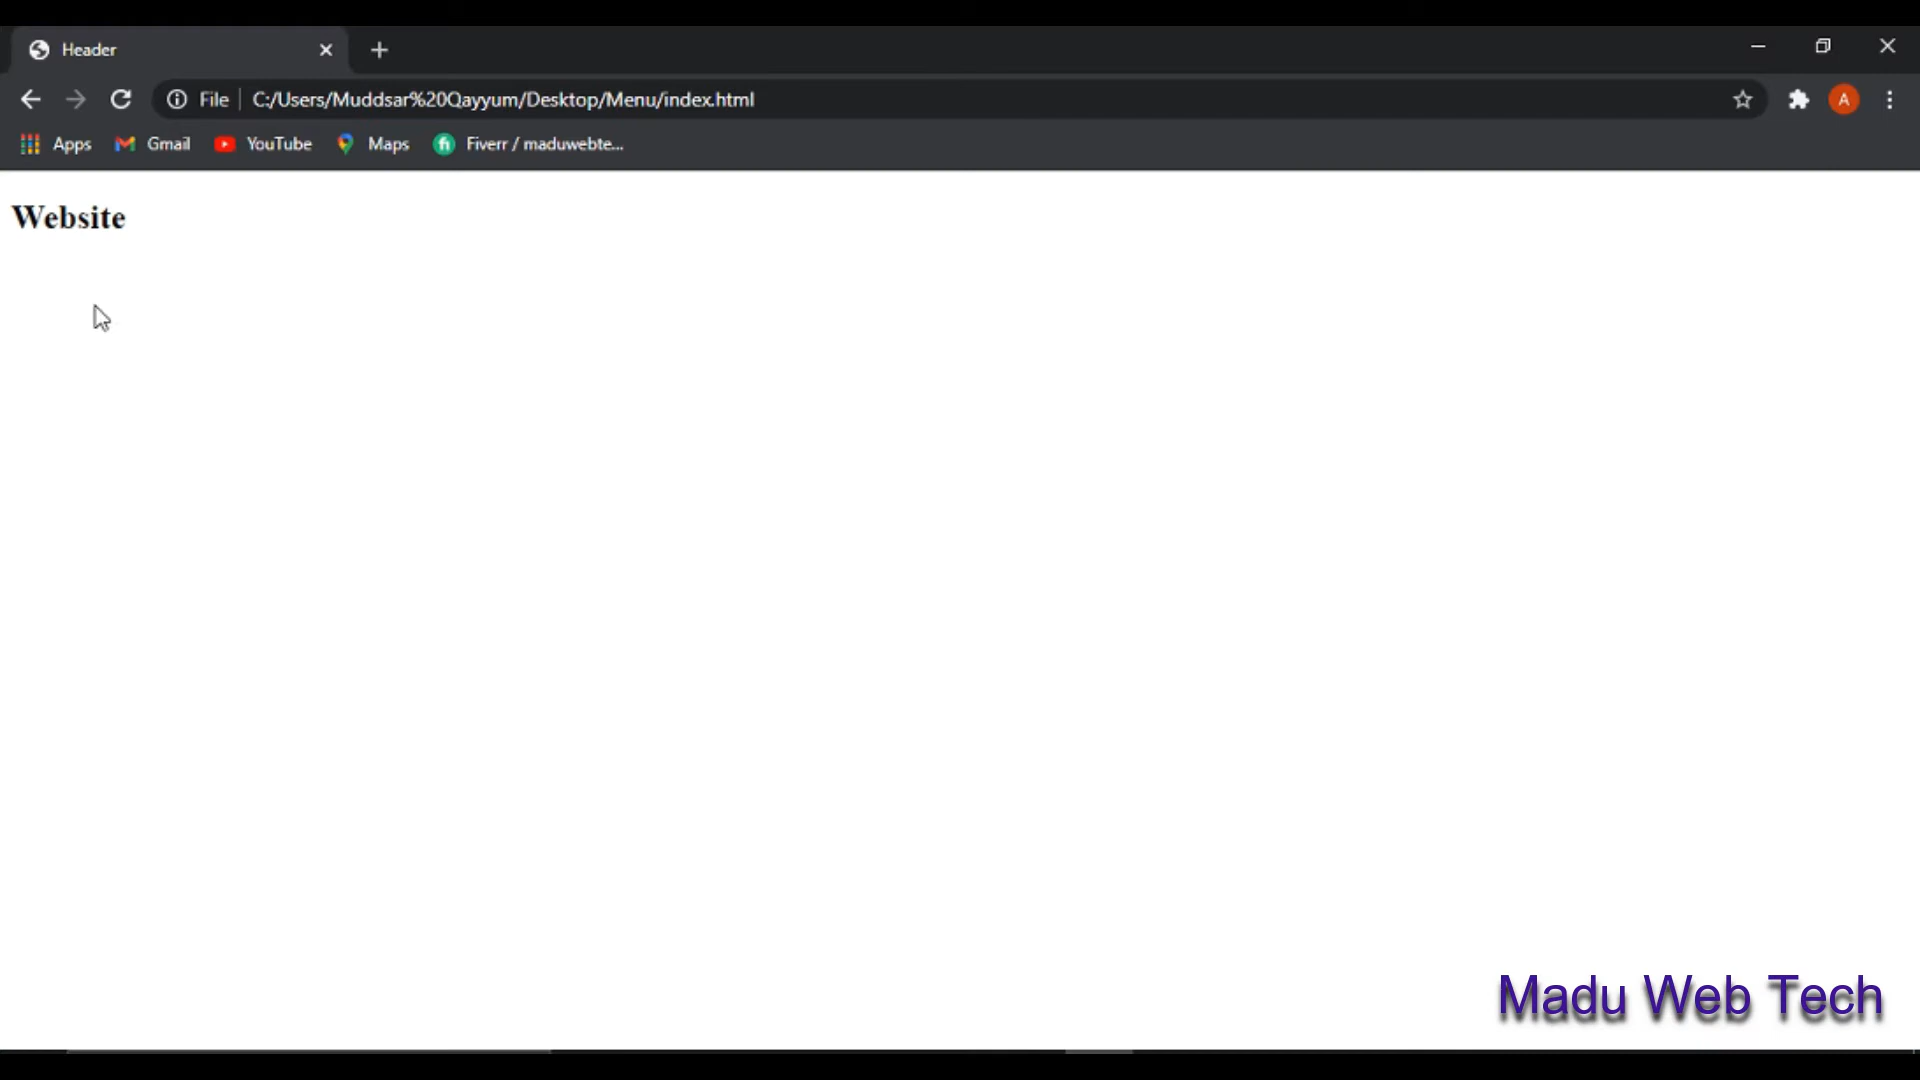 Header
File
C:/Users/Muddsar%20Qayyum/Desktop/Menu/index.html
A
Apps
Gmail
YouTube
Maps
Fiverr / maduwebte...
Website
Madu Web Tech